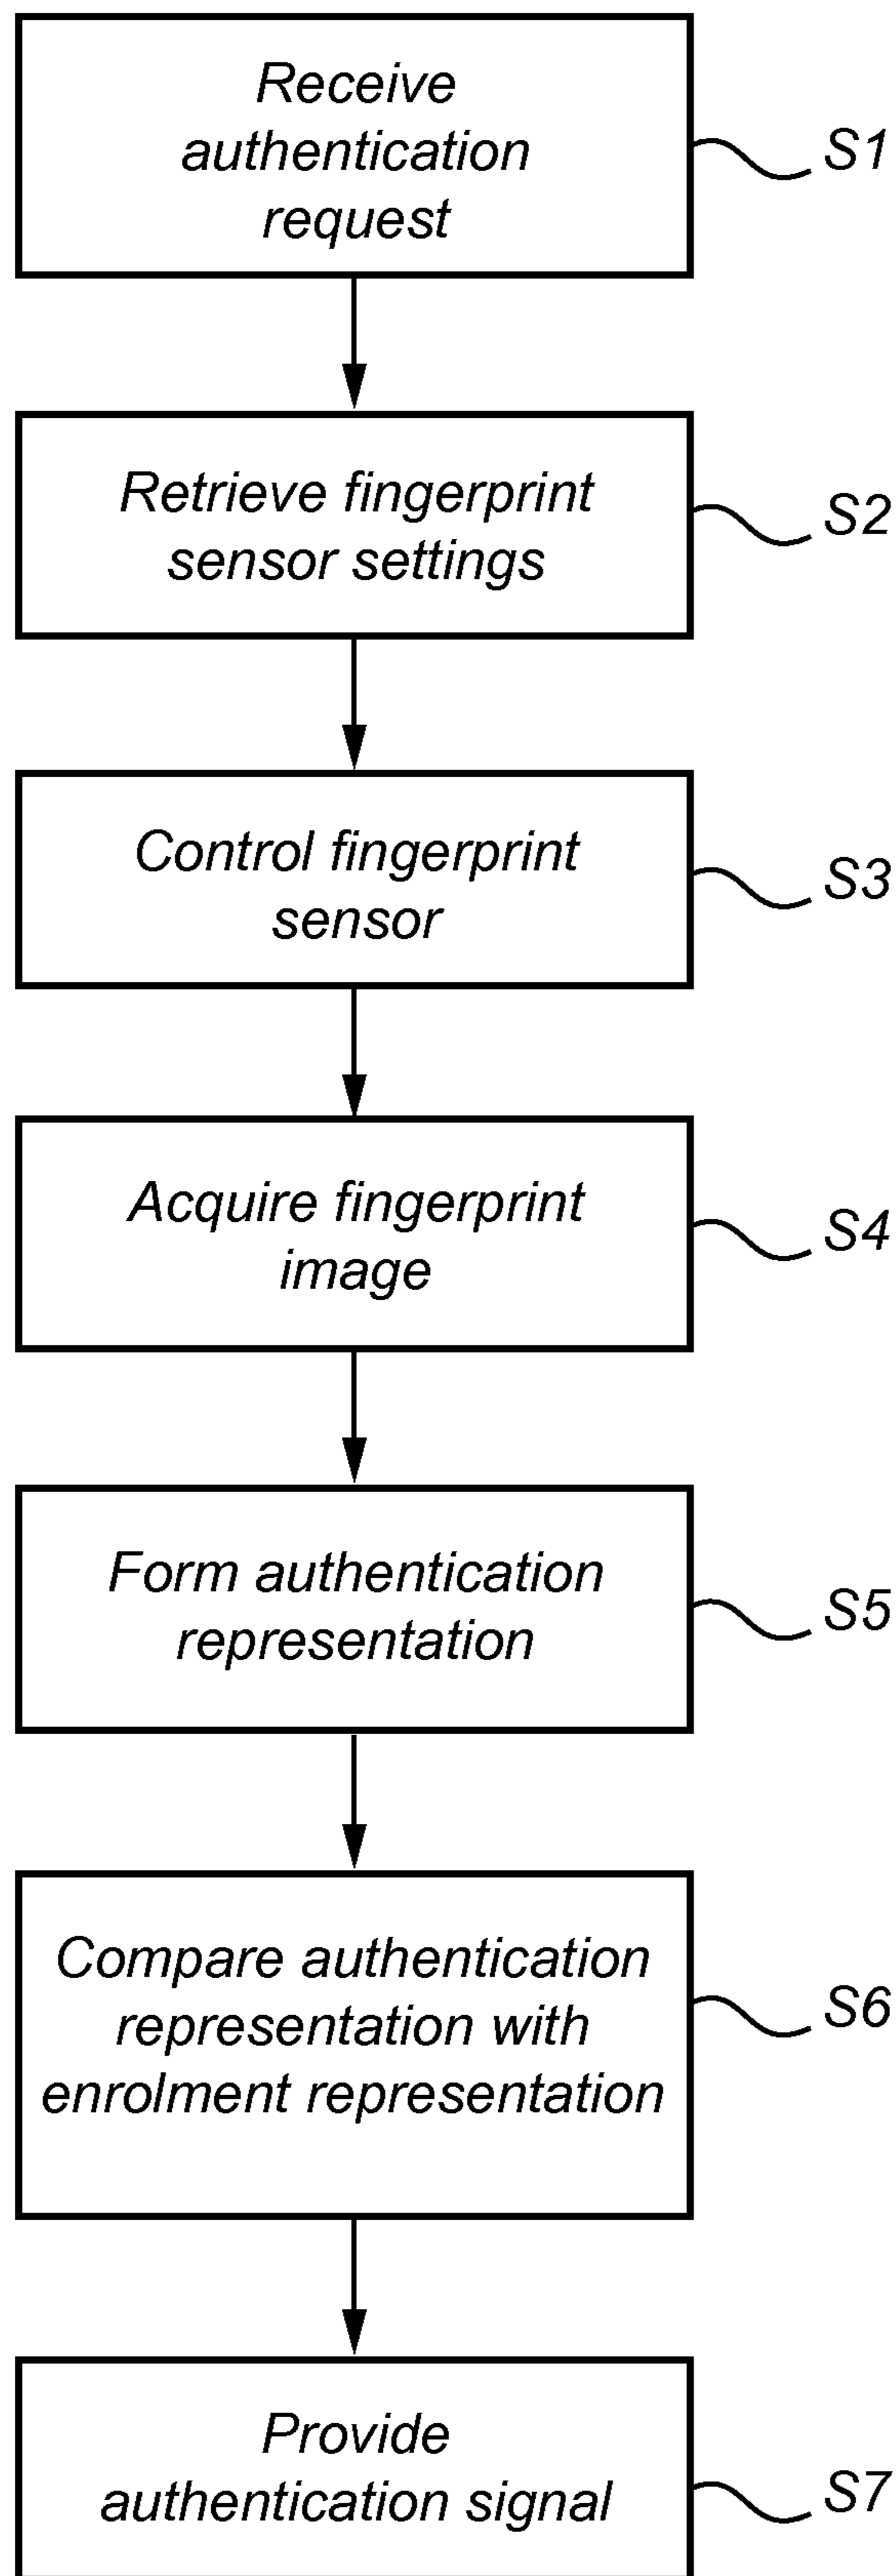 Receive
authentication
request
S1
Retrieve fingerprint
sensor settings
S2
Control fingerprint
sensor
S3
Acquire fingerprint
image
S4
Form authentication
representation
S5
Compare authentication
representation with
enrolment representation
S6
Provide
authentication signal
S7